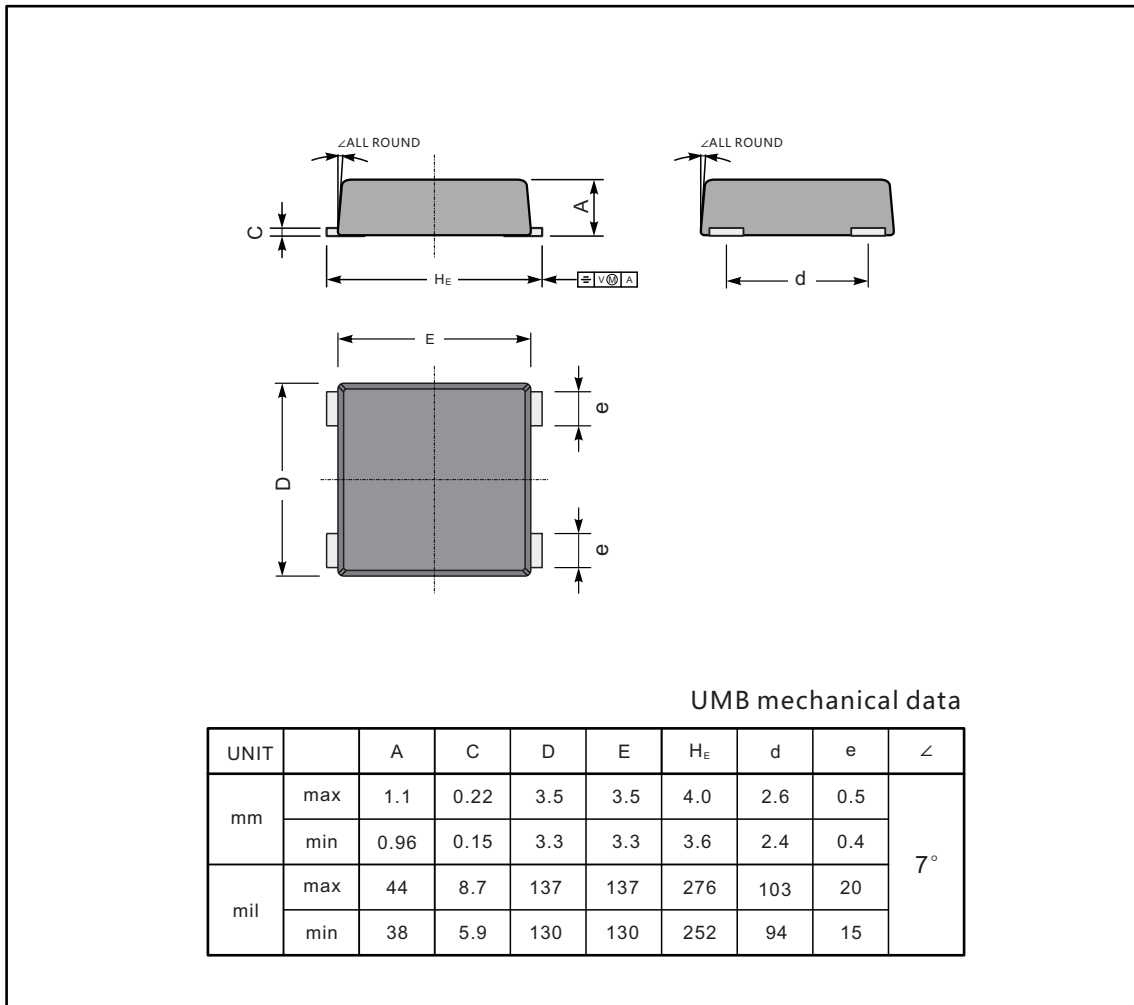 ∠ALL ROUND
∠ALL ROUND
A
C
HE
V Ⓜ A
d
E
e
D
e
UMB mechanical data
UNIT A C D E HE d e ∠
mm max 1.1 0.22 3.5 3.5 4.0 2.6 0.5
min 0.96 0.15 3.3 3.3 3.6 2.4 0.4
7°
mil max 44 8.7 137 137 276 103 20
min 38 5.9 130 130 252 94 15